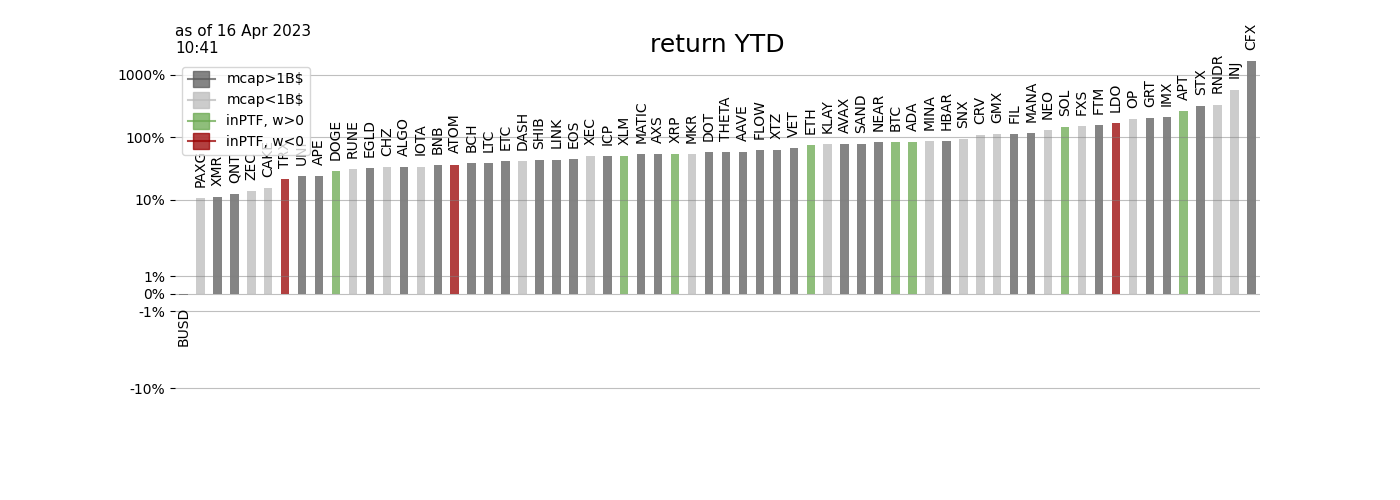 as of 16 Apr 2023
10:41
return YTD
1000%
100%
10%
1%
0%
-1%
-10%
mcap>1B$
mcap<1B$
inPTF, w>0
inPTF, w<0
BUSD
PAXG
XMR
QNT
ZEC
CAKE
TRX
UNI
APE
DOGE
RUNE
EGLD
CHZ
ALGO
IOTA
BNB
ATOM
BCH
LTC
ETC
DASH
SHIB
LINK
EOS
XEC
ICP
XLM
MATIC
AXS
XRP
MKR
DOT
THETA
AAVE
FLOW
XTZ
VET
ETH
KLAY
AVAX
SAND
NEAR
BTC
ADA
MINA
HBAR
SNX
CRV
GMX
FIL
MANA
NEO
SOL
FXS
FTM
LDO
OP
GRT
IMX
APT
STX
RNDR
INJ
CFX